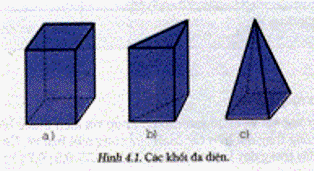 a)
b)
c)
Hình 4.1. Các khối đa diện.